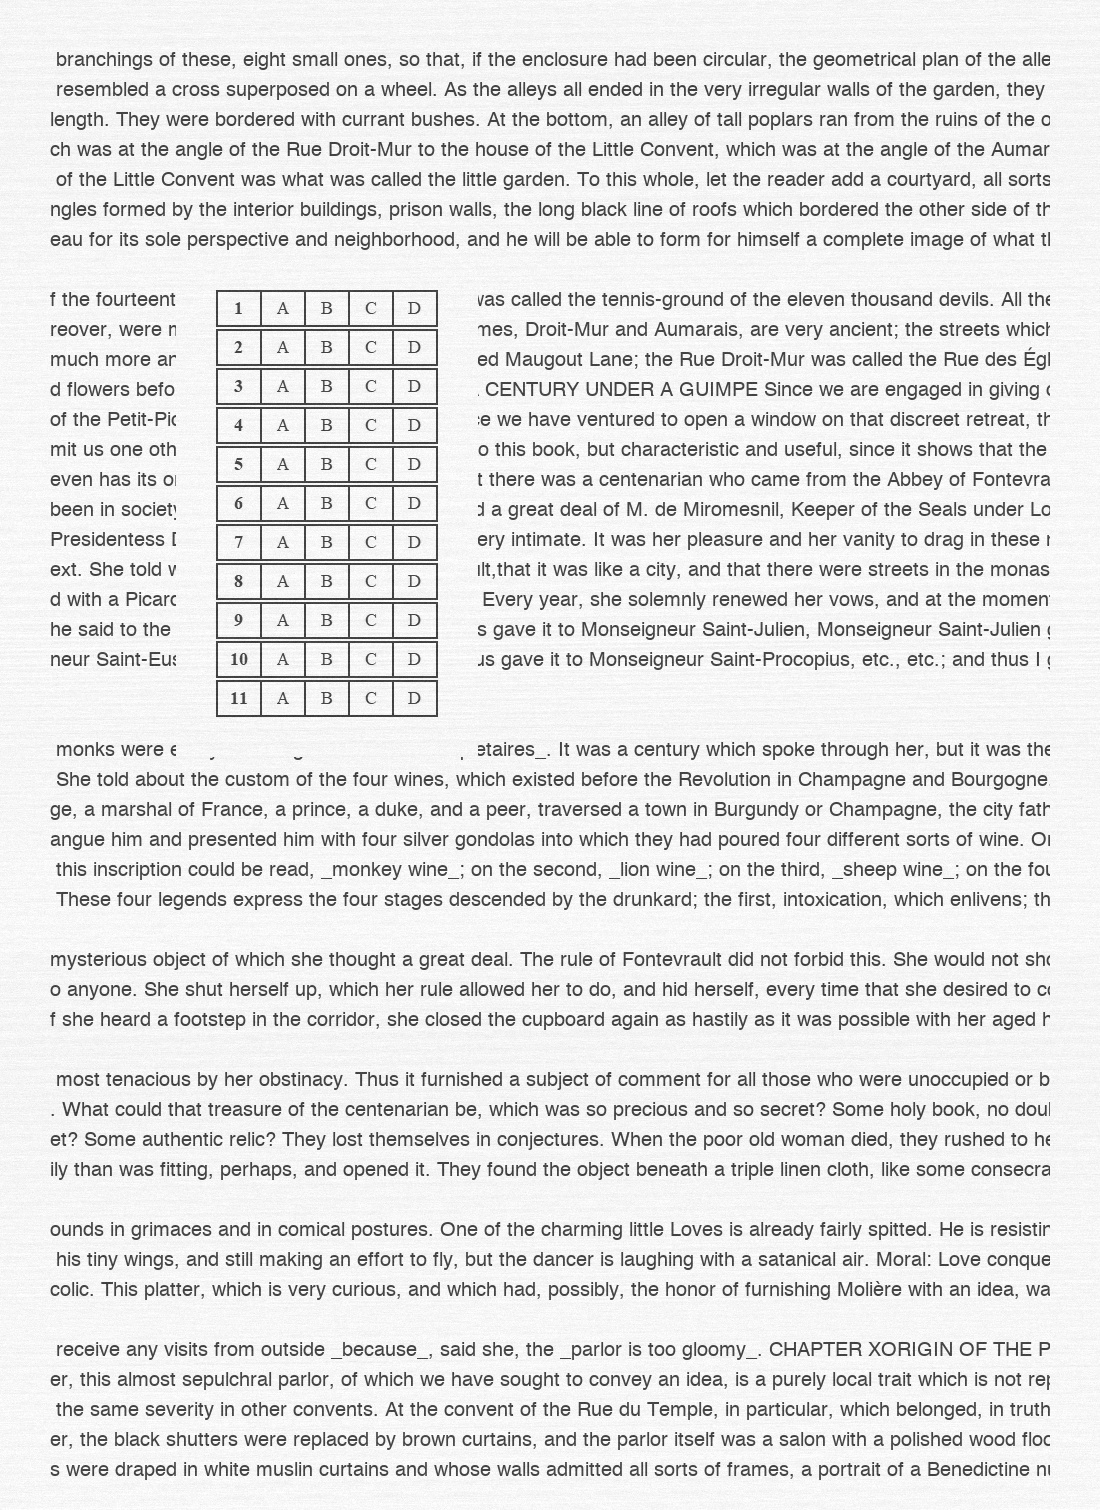 branchings of these, eight small ones, so that, if the enclosure had been circular, the geometrical plan of the alle
resembled a cross superposed on a wheel. As the alleys all ended in the very irregular walls of the garden, they
length. They were bordered with currant bushes. At the bottom, an alley of tall poplars ran from the ruins of the o
ch was at the angle of the Rue Droit-Mur to the house of the Little Convent, which was at the angle of the Aumar
of the Little Convent was what was called the little garden. To this whole, let the reader add a courtyard, all sorts
ngles formed by the interior buildings, prison walls, the long black line of roofs which bordered the other side of th
eau for its sole perspective and neighborhood, and he will be able to form for himself a complete image of what
f the fourteent was called the tennis-ground of the eleven thousand devils. All the
reover, were mes, Droit-Mur and Aumarais, are very ancient; the streets which
much more an ed Maugout Lane; the Rue Droit-Mur was called the Rue des Égl
d flowers befo CENTURY UNDER A GUIMPE Since we are engaged in giving
of the Petit-Pic e we have ventured to open a window on that discreet retreat, th
mit us one oth o this book, but characteristic and useful, since it shows that the
even has its t there was a centenarian who came from the Abbey of Fontevra
been in society d a great deal of M. de Miromesnil, Keeper of the Seals under Lo
Presidentess ery intimate. It was her pleasure and her vanity to drag in these
ext. She told ult,that it was like a city, and that there were streets in the monas
d with a Picard Every year, she solemnly renewed her vows, and at the moment
he said to the s gave it to Monseigneur Saint-Julien, Monseigneur Saint-Julien
neur Saint-Eus us gave it to Monseigneur Saint-Procopius, etc., etc.; and thus I
1 A B C D
2 A B C D
3 A B C D
4 A B C D
5 A B C D
6 A B C D
7 A B C D
8 A B C D
9 A B C D
10 A B C D
11 A B C D
monks were etaires_. It was a century which spoke through her, but it was the
She told about the custom of the four wines, which existed before the Revolution in Champagne and Bourgogne.
ge, a marshal of France, a prince, a duke, and a peer, traversed a town in Burgundy or Champagne, the city fath
angue him and presented him with four silver gondolas into which they had poured four different sorts of wine. On
this inscription could be read, _monkey wine_; on the second, _lion wine_; on the third, _sheep wine_; on the fou
These four legends express the four stages descended by the drunkard; the first, intoxication, which enlivens; th
mysterious object of which she thought a great deal. The rule of Fontevrault did not forbid this. She would not sho
o anyone. She shut herself up, which her rule allowed her to do, and hid herself, every time that she desired to co
f she heard a footstep in the corridor, she closed the cupboard again as hastily as it was possible with her aged h
most tenacious by her obstinacy. Thus it furnished a subject of comment for all those who were unoccupied or b
. What could that treasure of the centenarian be, which was so precious and so secret? Some holy book, no doub
et? Some authentic relic? They lost themselves in conjectures. When the poor old woman died, they rushed to he
ily than was fitting, perhaps, and opened it. They found the object beneath a triple linen cloth, like some consecra
ounds in grimaces and in comical postures. One of the charming little Loves is already fairly spitted. He is resistin
his tiny wings, and still making an effort to fly, but the dancer is laughing with a satanical air. Moral: Love conque
colic. This platter, which is very curious, and which had, possibly, the honor of furnishing Molière with an idea, wa
receive any visits from outside _because_, said she, the _parlor is too gloomy_. CHAPTER XORIGIN OF THE P
er, this almost sepulchral parlor, of which we have sought to convey an idea, is a purely local trait which is not rep
the same severity in other convents. At the convent of the Rue du Temple, in particular, which belonged, in truth
er, the black shutters were replaced by brown curtains, and the parlor itself was a salon with a polished wood floo
s were draped in white muslin curtains and whose walls admitted all sorts of frames, a portrait of a Benedictine nu